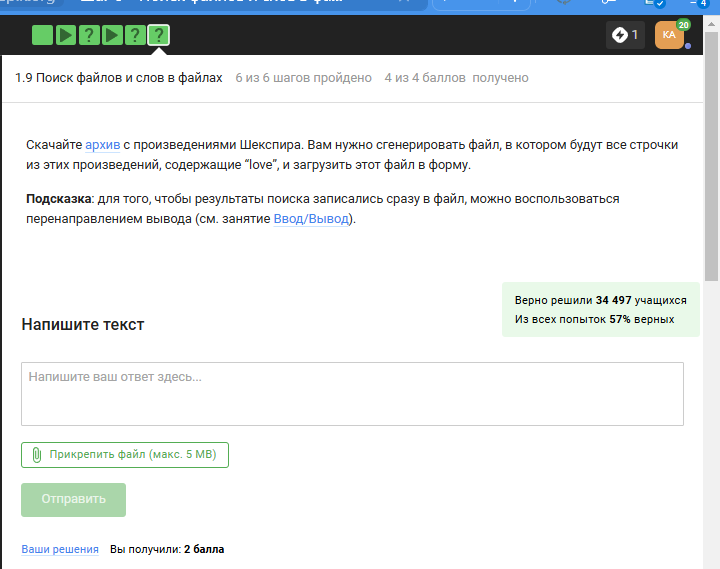 ? ? ?
1
20
КА
4
1.9 Поиск файлов и слов в файлах 6 из 6 шагов пройдено 4 из 4 баллов получено
Скачайте архив с произведениями Шекспира. Вам нужно сгенерировать файл, в котором будут все строчки
из этих произведений, содержащие “love”, и загрузить этот файл в форму.
Подсказка: для того, чтобы результаты поиска записались сразу в файл, можно воспользоваться
перенаправлением вывода (см. занятие Ввод/Вывод).
Верно решили 34 497 учащихся
Из всех попыток 57% верных
Напишите текст
Напишите ваш ответ здесь...
Прикрепить файл (макс. 5 MB)
Отправить
Ваши решения Вы получили: 2 балла